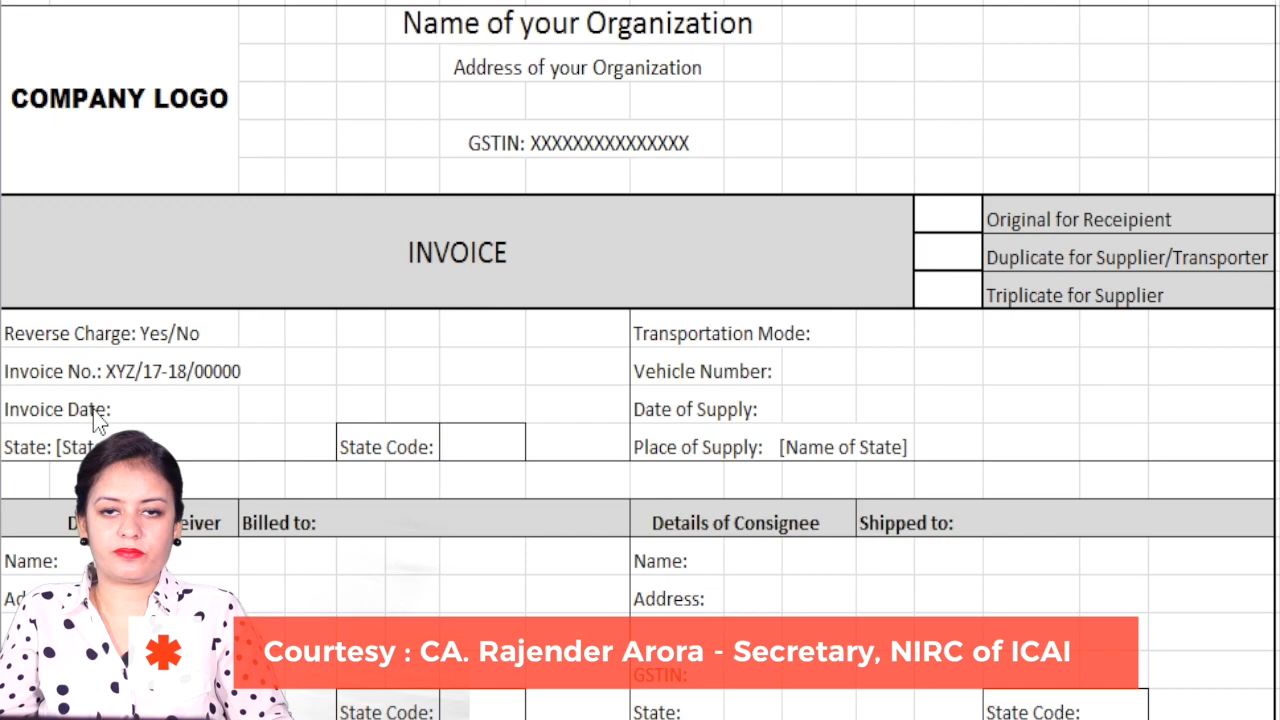 Name of your Organization
Address of your Organization
COMPANY LOGO
GSTIN: XXXXXXXXXXXXXXX
INVOICE
Original for Receipient
Duplicate for Supplier/Transporter
Triplicate for Supplier
Reverse Charge: Yes/No
Transportation Mode:
Invoice No.: XYZ/17-18/00000
Vehicle Number:
Invoice Date:
Date of Supply:
State:
State Code:
Place of Supply: [Name of State]
Billed to:
Details of Consignee
Shipped to:
Name:
Name:
Address:
Courtesy : CA. Rajender Arora - Secretary, NIRC of ICAI
GSTIN:
State Code:
State:
State Code: